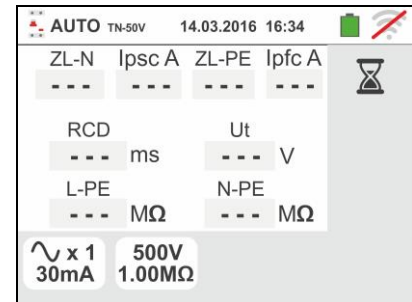 AUTO TN-50V 14.03.2016 16:34
ZL-N Ipsc A ZL-PE Ipfc A
--- --- --- ---
RCD Ut
--- ms --- V
L-PE N-PE
--- MΩ --- MΩ
x 1 500V
30mA 1.00MΩ